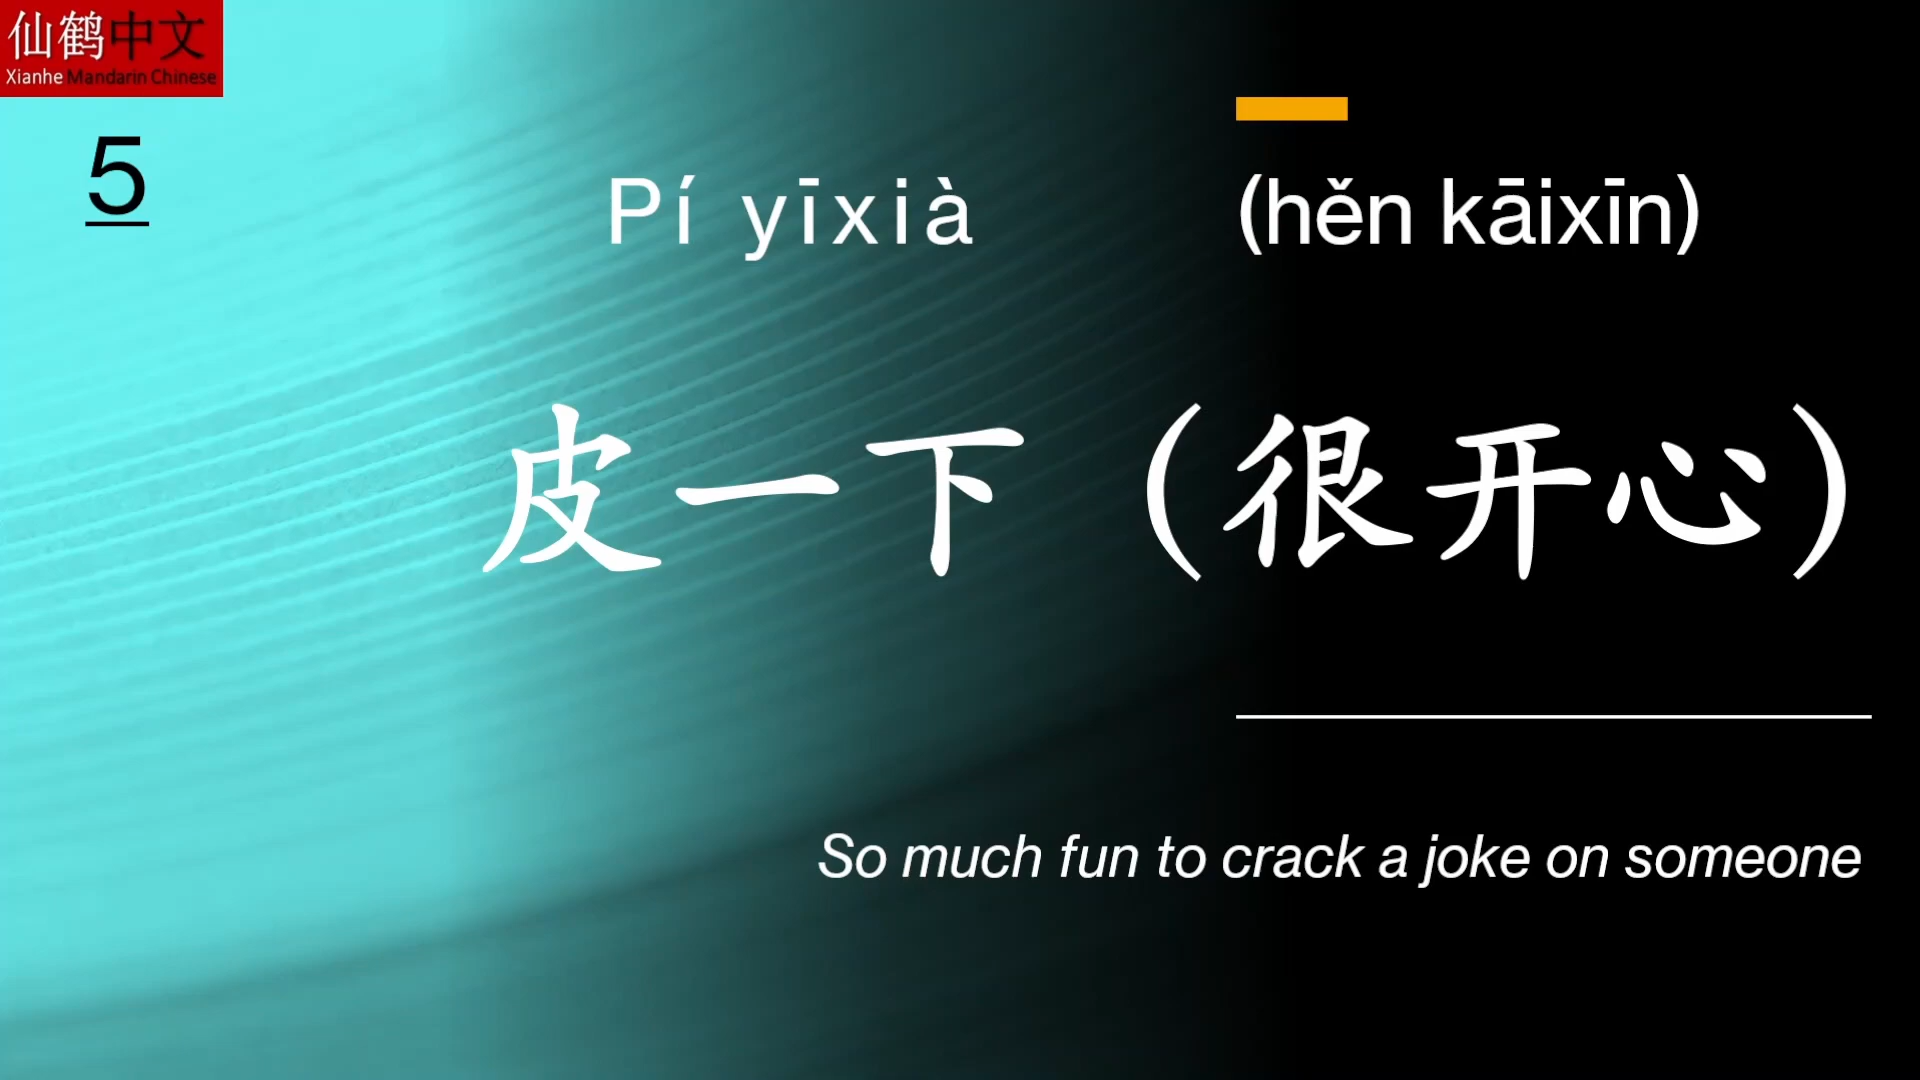 仙鹤中文
Xianhe Mandarin Chinese
5
Pí yīxià (hěn kāixīn)
皮一下（很开心）
So much fun to crack a joke on someone